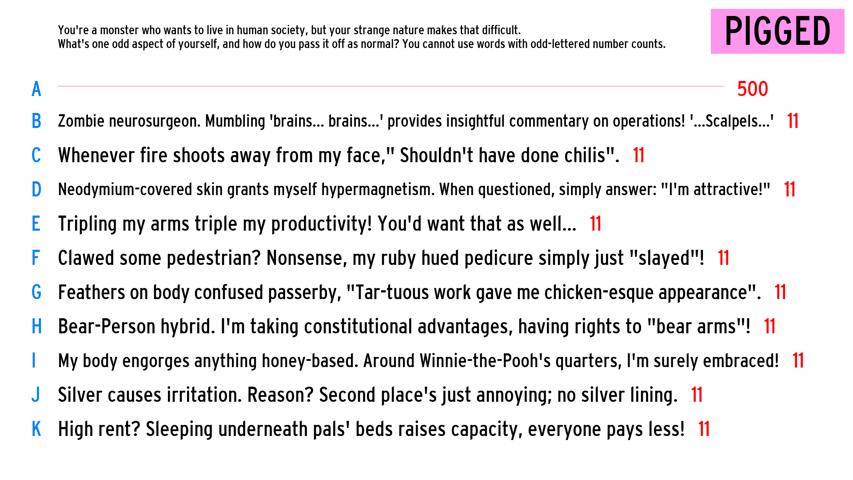 You're a monster who wants to live in human society, but your strange nature makes that difficult.
What's one odd aspect of yourself, and how do you pass it off as normal? You cannot use words with odd-lettered number counts.
PIGGED
A 500
B Zombie neurosurgeon. Mumbling 'brains... brains...' provides insightful commentary on operations! '...Scalpels...' 11
C Whenever fire shoots away from my face," Shouldn't have done chilis". 11
D Neodymium-covered skin grants myself hypermagnetism. When questioned, simply answer: "I'm attractive!" 11
E Tripling my arms triple my productivity! You'd want that as well... 11
F Clawed some pedestrian? Nonsense, my ruby hued pedicure simply just "slayed"! 11
G Feathers on body confused passerby, "Tar-tuous work gave me chicken-esque appearance". 11
H Bear-Person hybrid. I'm taking constitutional advantages, having rights to "bear arms"! 11
I My body engorges anything honey-based. Around Winnie-the-Pooh's quarters, I'm surely embraced! 11
J Silver causes irritation. Reason? Second place's just annoying; no silver lining. 11
K High rent? Sleeping underneath pals' beds raises capacity, everyone pays less! 11